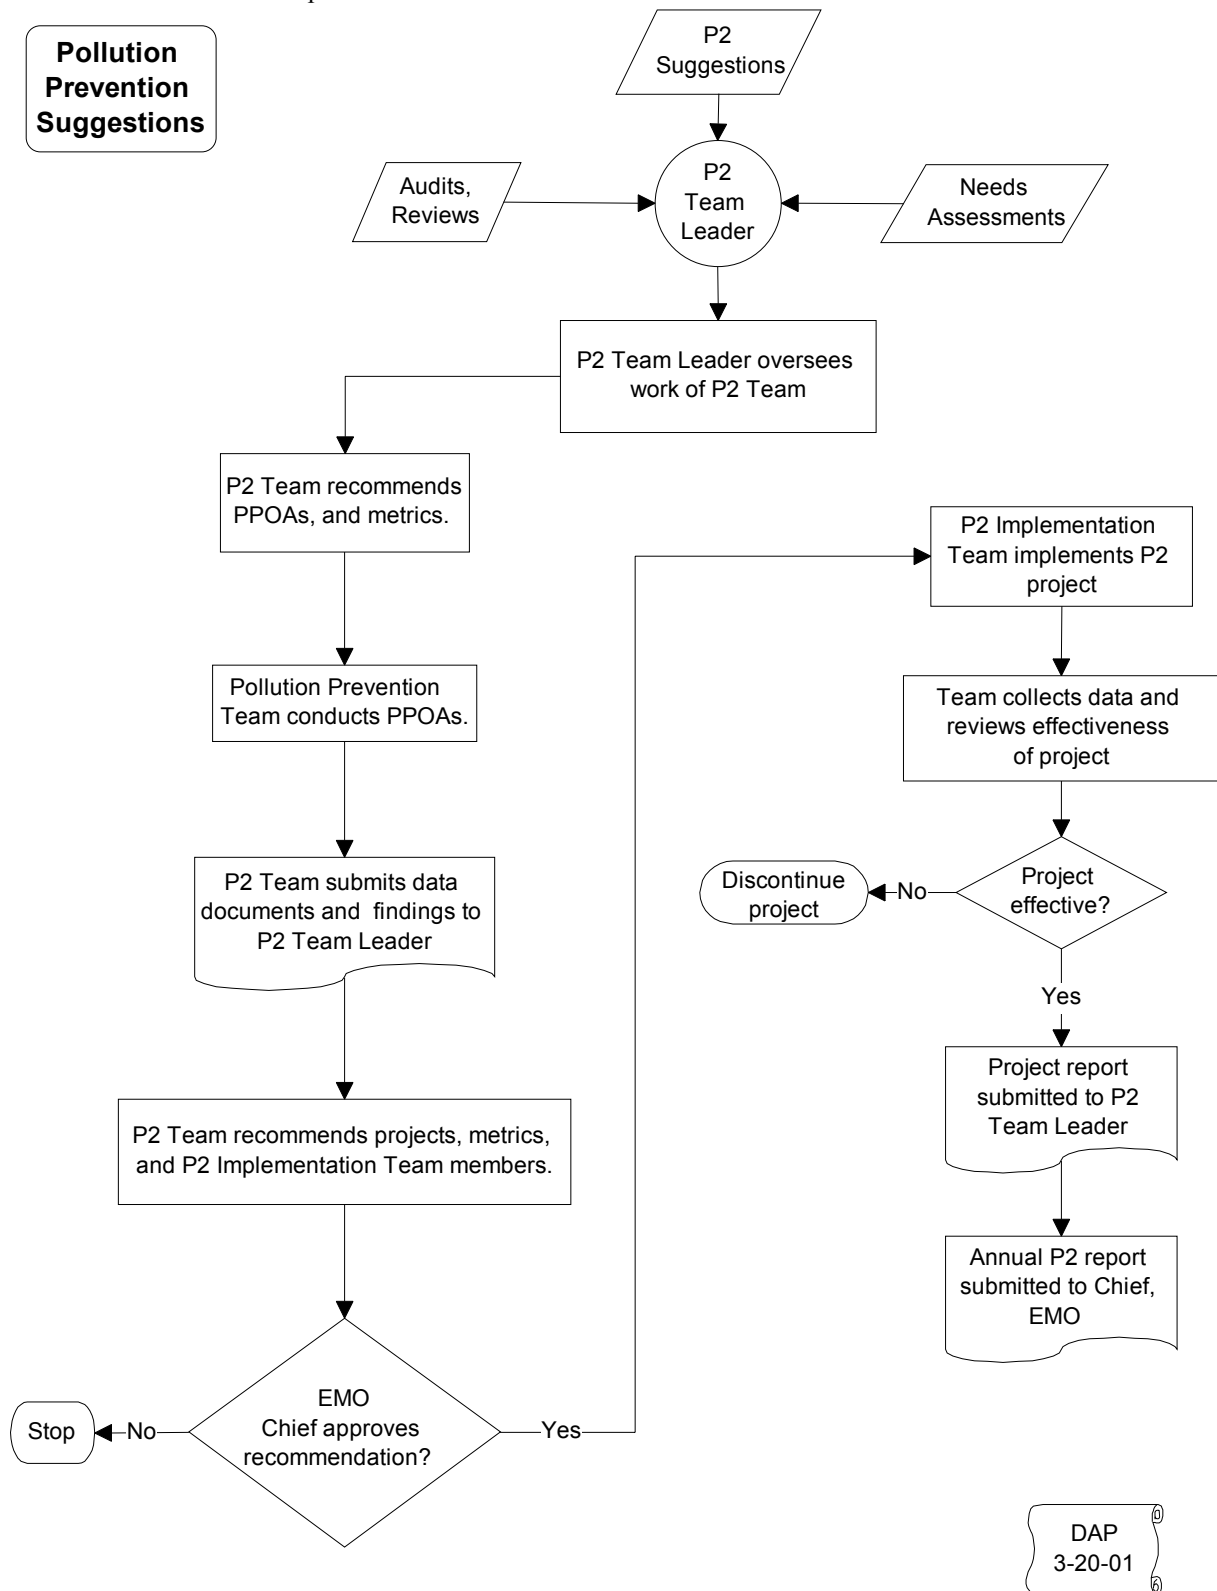 Pollution
Prevention
Suggestions
P2
Suggestions
Audits,
Reviews
P2
Team
Leader
Needs
Assessments
P2 Team Leader oversees
work of P2 Team
P2 Team recommends
PPOAs, and metrics.
Pollution Prevention
Team conducts PPOAs.
P2 Team submits data
documents and findings to
P2 Team Leader
P2 Team recommends projects, metrics,
and P2 Implementation Team members.
EMO
Chief approves
recommendation?
No
Stop
Yes
P2 Implementation
Team implements P2
project
Team collects data and
reviews effectiveness
of project
Project
effective?
No
Discontinue
project
Yes
Project report
submitted to P2
Team Leader
Annual P2 report
submitted to Chief,
EMO
DAP
3-20-01